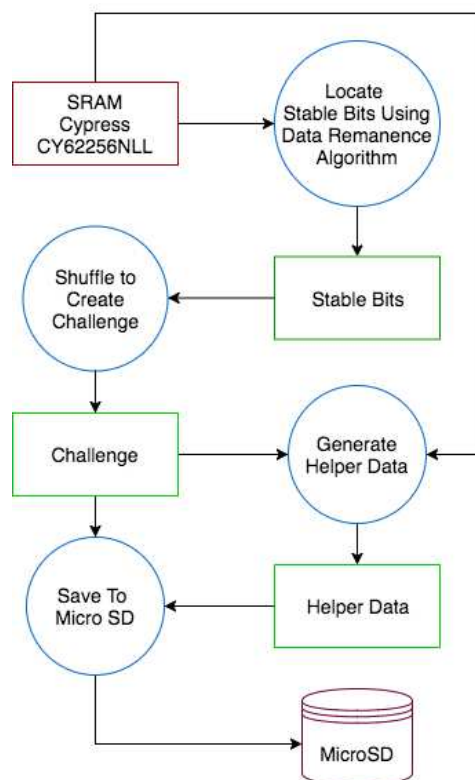 SRAM
Cypress
CY62256NLL
Locate
Stable Bits Using
Data Remanence
Algorithm
Shuffle to
Create
Challenge
Stable Bits
Challenge
Generate
Helper Data
Save To
Micro SD
Helper Data
MicroSD